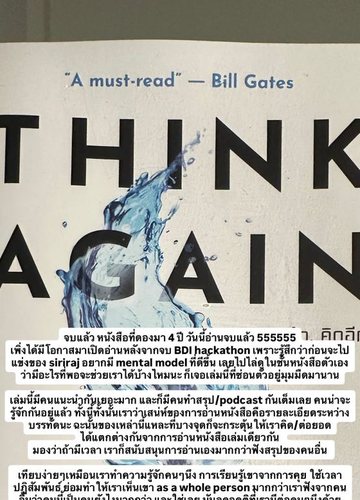 "A must-read" — Bill Gates
THINK
AGAIN
คิดอีก
จบแล้ว หนังสือที่ดองมา 4 ปี วันนี้อ่านจบแล้ว 555555
เพิ่งได้มีโอกาสมาเปิดอ่านหลังจากจบ BDI hackathon เพราะรู้สึกว่าก่อนจะไป
แข่งของ siriraj อยากมี mental model ที่ดีขึ้น เลยไปไล่ดูในชั้นหนังสือตัวเอง
ว่ามีอะไรที่พอจะช่วยเราได้บ้างไหมนะ ก็เจอเล่มนี้ที่ซ่อนตัวอยู่มุมมืดมานาน
เล่มนี้มีคนแนะนำกันเยอะมาก และก็มีคนทำสรุป/podcast กันเต็มเลย คนน่าจะ
รู้จักกันอยู่แล้ว ทั้งนี้ทั้งนั้นเราว่าเสน่ห์ของการอ่านหนังสือคือรายละเอียดระหว่าง
บรรทัดนะ ฉะนั้นของเหล่านี้แหละที่บางจุดก็จะกระตุ้น ให้เราคิด/ต่อยอด
ได้แตกต่างกันจากการอ่านหนังสือเล่มเดียวกัน
มองว่าถ้ามีเวลา เราก็สนับสนุนการอ่านเองมากกว่าฟังสรุปของคนอื่น
เทียบง่ายๆเหมือนเราทำความรู้จักคนๆนึง การเรียนรู้เขาจากการคุย ใช้เวลา
ปฏิสัมพันธ์ ย่อมทำให้เราเห็นเขา as a whole person มากกว่าเราฟังจากคน